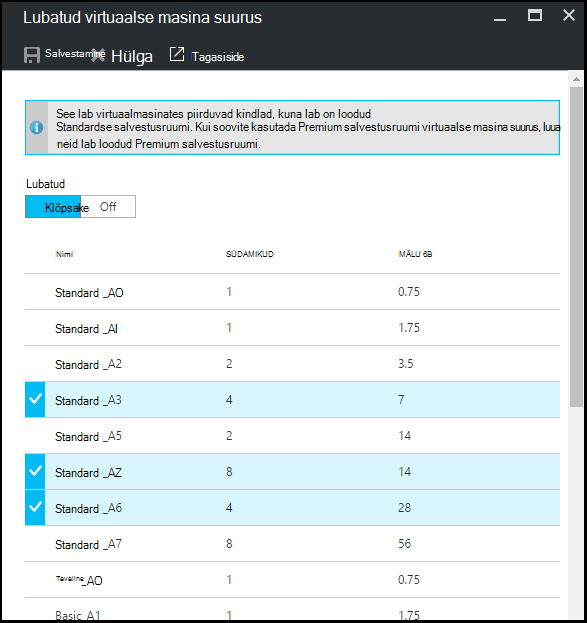 Lubatud virtuaalse masina suurus
Salvestamine Hülga Tagasiside
See lab virtuaalmasinates piirduvad kindlad, kuna lab on loodud
Standardse salvestusruumi. Kui soovite kasutada Premium salvestusruumi virtuaalse masina suurus, luua
neid lab loodud Premium salvestusruumi.
Lubatud
Klõpsake Off
Nimi SÜDAMIKUD MÄLU 6B
Standard _AO 1 0.75
Standard _AI 1 1.75
Standard _A2 2 3.5
Standard _A3 4 7
Standard _A5 2 14
Standard _AZ 8 14
Standard _A6 4 28
Standard _A7 8 56
Tavaline _AO 1 0.75
Basic_A1 1 1.75